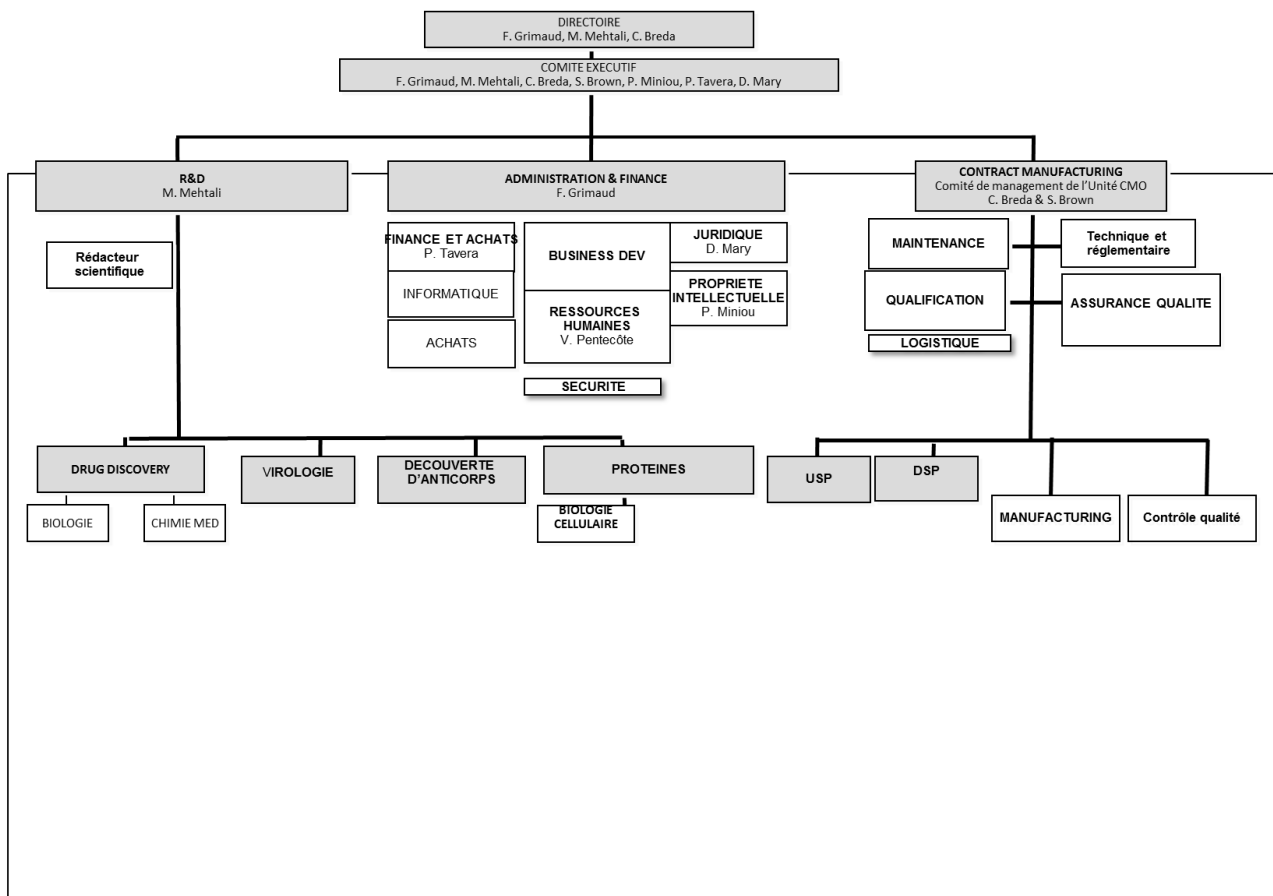 DIRECTOIRE
F. Grimaud, M. Mehtali, C. Breda
COMITE EXECUTIF
F. Grimaud, M. Mehtali, C. Breda, S. Brown, P. Miniou, P. Tavera, D. Mary
R&D
M. Mehtali
ADMINISTRATION & FINANCE
F. Grimaud
CONTRACT MANUFACTURING
Comité de management de l'Unité CMO
C. Breda & S. Brown
Rédacteur
scientifique
FINANCE ET ACHATS
P. Tavera
INFORMATIQUE
ACHATS
BUSINESS DEV
RESSOURCES
HUMAINES
V. Pentecôte
SECURITE
JURIDIQUE
D. Mary
PROPRIETE
INTELLECTUELLE
P. Miniou
MAINTENANCE
Technique et
réglementaire
QUALIFICATION
ASSURANCE QUALITE
LOGISTIQUE
DRUG DISCOVERY
BIOLOGIE
CHIMIE MED
VIROLOGIE
DECOUVERTE
D'ANTICORPS
PROTEINES
BIOLOGIE
CELLULAIRE
USP
DSP
MANUFACTURING
Contrôle qualité